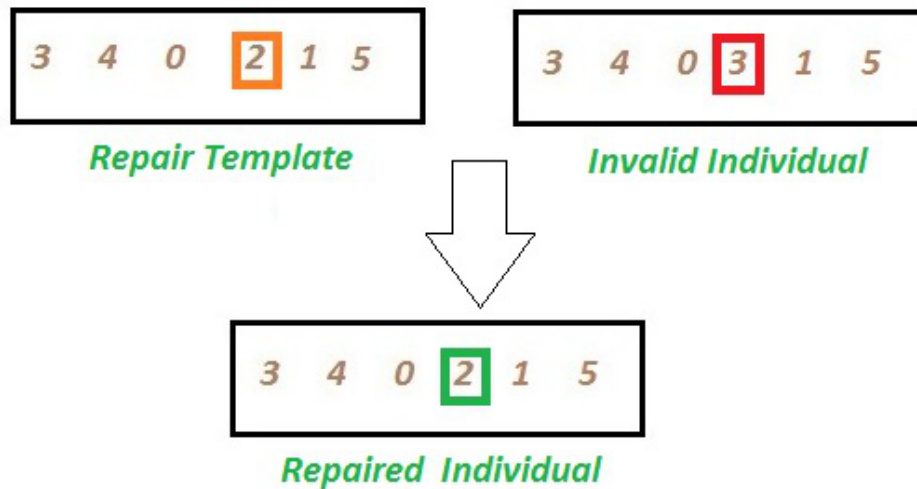 3 4 0 2 1 5
Repair Template
3 4 0 3 1 5
Invalid Individual
3 4 0 2 1 5
Repaired Individual